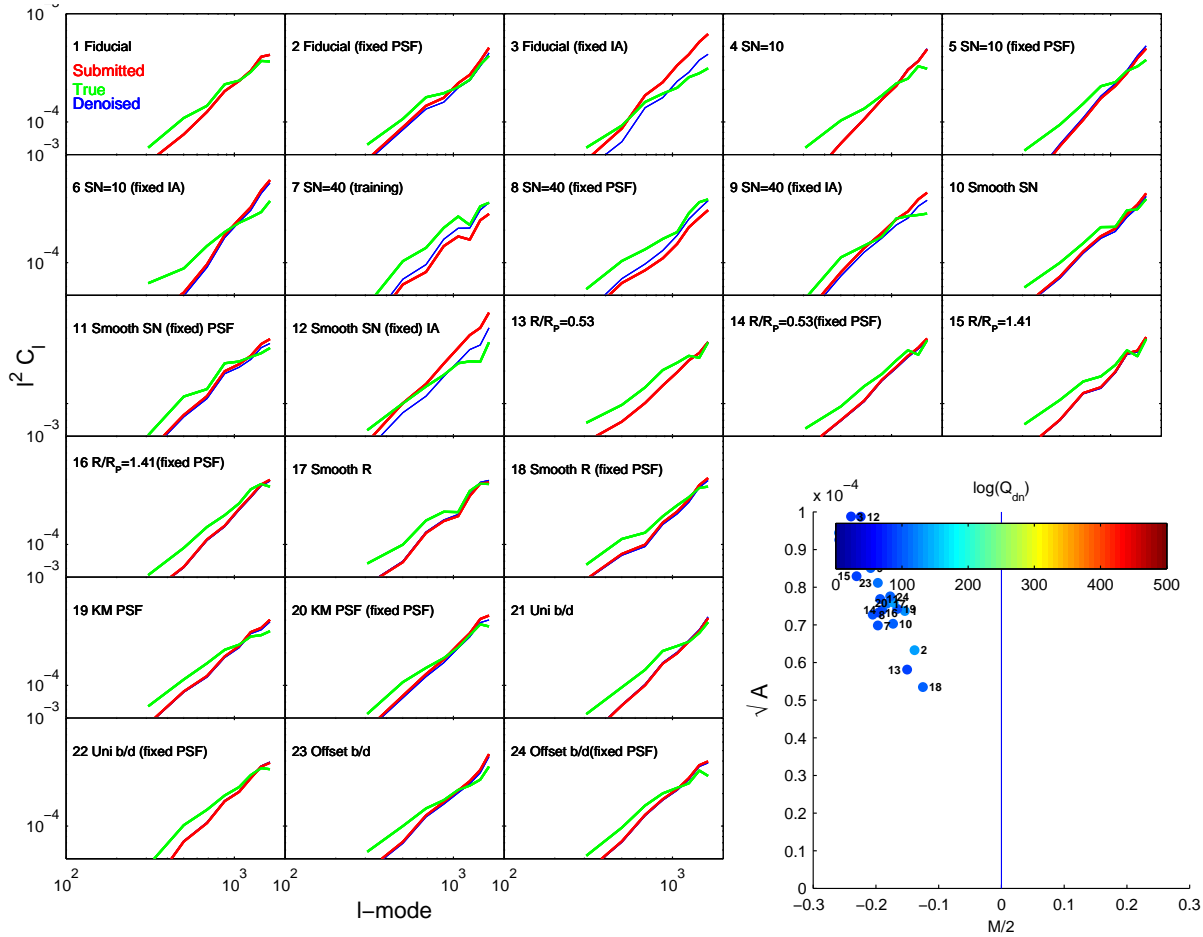 1 Fiducial
Submitted
True
Denoised
2 Fiducial (fixed PSF)
3 Fiducial (fixed IA)
4 SN=10
5 SN=10 (fixed PSF)
10^-4
10^-3
6 SN=10 (fixed IA)
7 SN=40 (training)
8 SN=40 (fixed PSF)
9 SN=40 (fixed IA)
10 Smooth SN
10^-4
11 Smooth SN (fixed) PSF
12 Smooth SN (fixed) IA
13 R/R_P=0.53
14 R/R_P=0.53(fixed PSF)
15 R/R_P=1.41
l^2 C_l
10^-3
16 R/R_P=1.41(fixed PSF)
17 Smooth R
18 Smooth R (fixed PSF)
10^-4
10^-3
19 KM PSF
20 KM PSF (fixed PSF)
21 Uni b/d
10^-4
10^-3
22 Uni b/d (fixed PSF)
23 Offset b/d
24 Offset b/d(fixed PSF)
10^-4
10^2 10^3 10^2 10^3 10^2 10^3
l-mode
log(Q_dn)
x 10^-4
0 100 200 300 400 500
1
0.9
0.8
0.7
0.6
0.5
0.4
0.3
0.2
0.1
0
√ A
12
15
23
24
20
17
19
14
16
7
10
2
13
18
−0.3 −0.2 −0.1 0 0.1 0.2 0.3
M/2